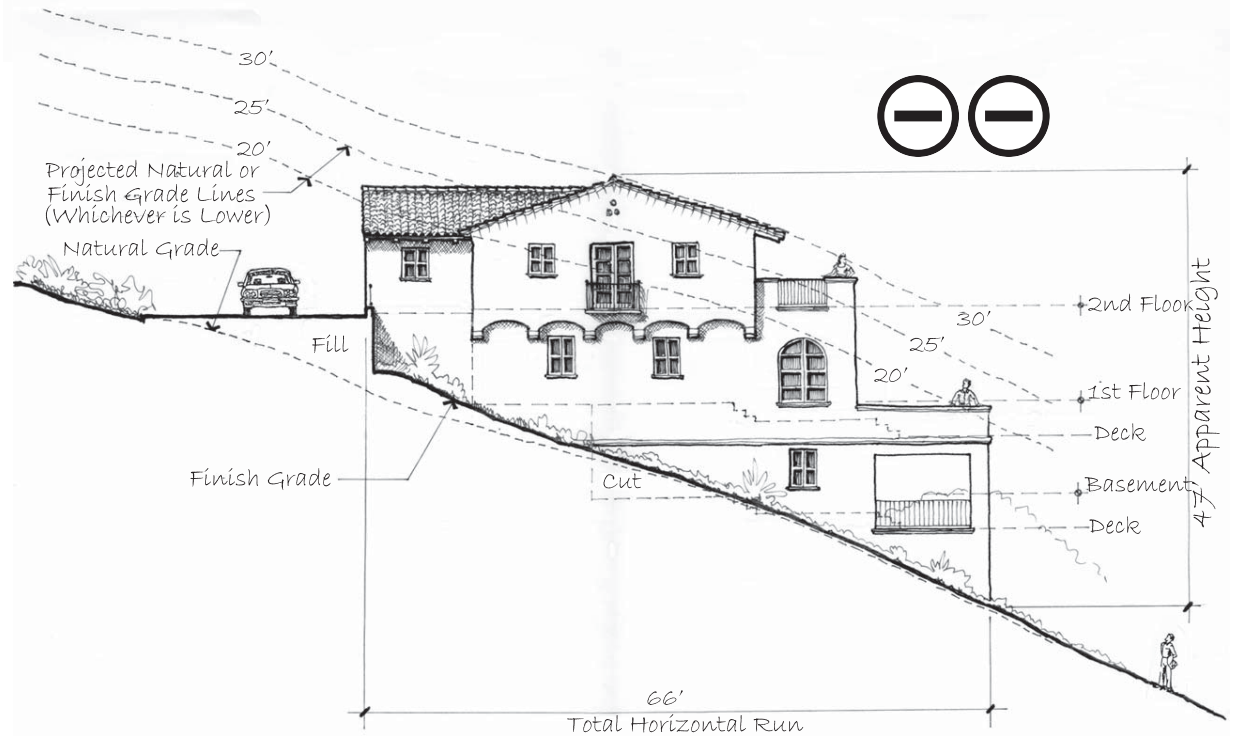 30'
25'
20'
Projected Natural or
Finish Grade Lines
(Whichever is Lower)
Natural Grade
Fill
2nd Floor
30'
25'
20'
1st Floor
Deck
47' Apparent Height
Finish Grade
Cut
Basement
Deck
66'
Total Horizontal Run